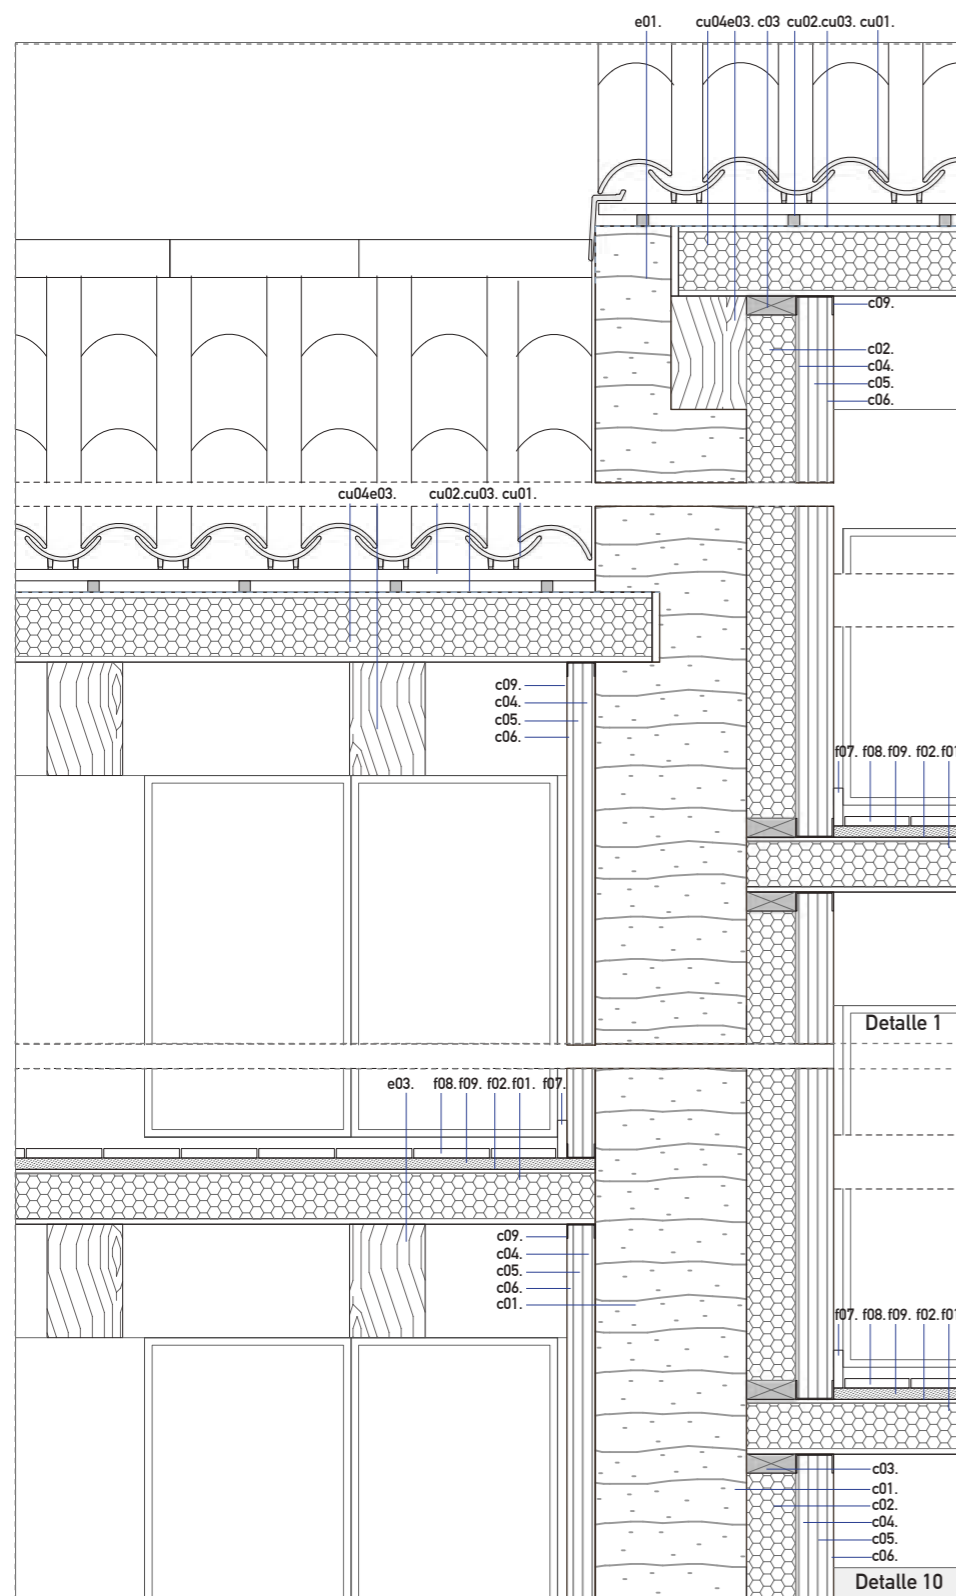 e01. cu04e03. c03 cu02.cu03. cu01.
c09.
c02.
c04.
c05.
c06.
cu04e03. cu02.cu03. cu01.
c09.
c04.
c05.
c06.
f07. f08.f09. f02.f01
Detalle 1
e03. f08.f09. f02.f01. f07.
c09.
c04.
c05.
c06.
c01.
f07. f08.f09. f02.f01
c03.
c01.
c02.
c04.
c05.
c06.
Detalle 10